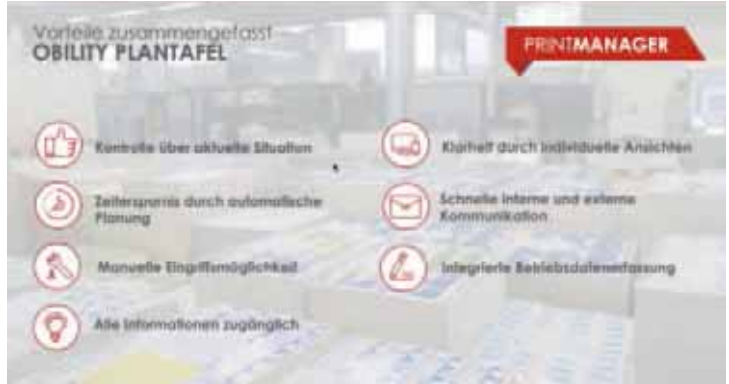 Vorteile zusammengefasst
OBILITY PLANTAFEL
PRINTMANAGER
Kontrolle über aktuelle Situation
Zeitersparnis durch automatische
Planung
Manuelle Eingriffsmöglichkeit
Alle Informationen zugänglich
Klarheit durch individuelle Ansichten
Schnelle interne und externe
Kommunikation
Integrierte Betriebsdatenerfassung